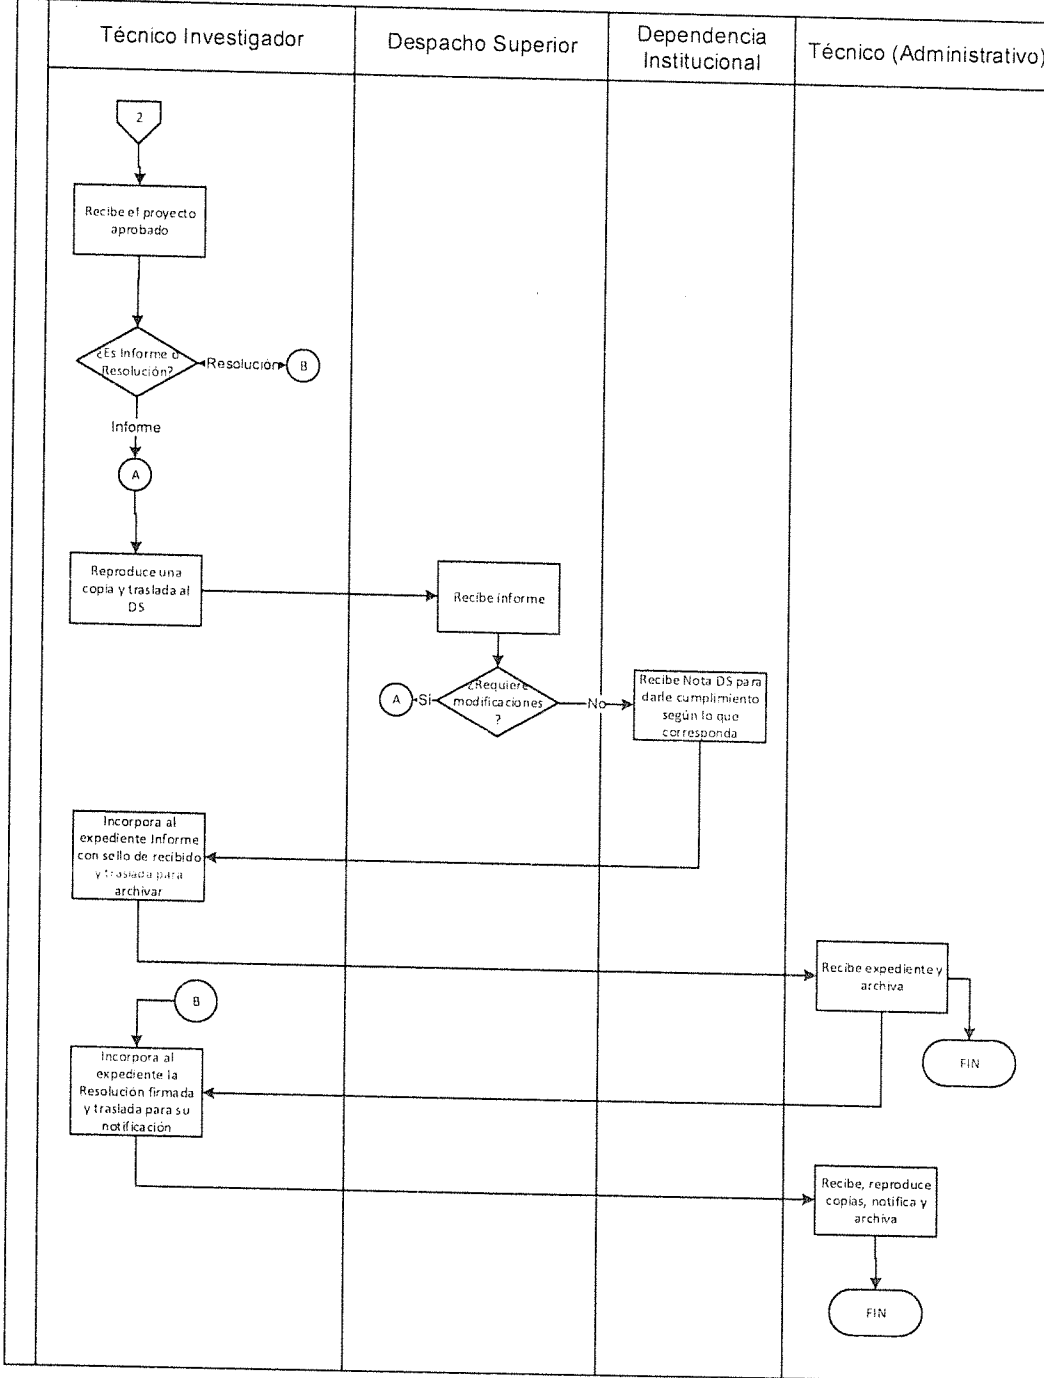 Técnico Investigador
Despacho Superior
Dependencia
Institucional
Técnico (Administrativo)
2
Recibe el proyecto
aprobado
¿Es Informe o
Resolución?
Resolución
B
Informe
A
Reproduce una
copia y traslada al
DS
Recibe informe
¿Requiere
modificaciones
?
Si
A
No
Recibe Nota DS para
darle cumplimiento
según lo que
corresponda
Incorpora al
expediente Informe
con sello de recibido
y traslada para
archivar
Recibe expediente y
archiva
FIN
B
Incorpora al
expediente la
Resolución firmada
y traslada para su
notificación
Recibe, reproduce
copias, notifica y
archiva
FIN